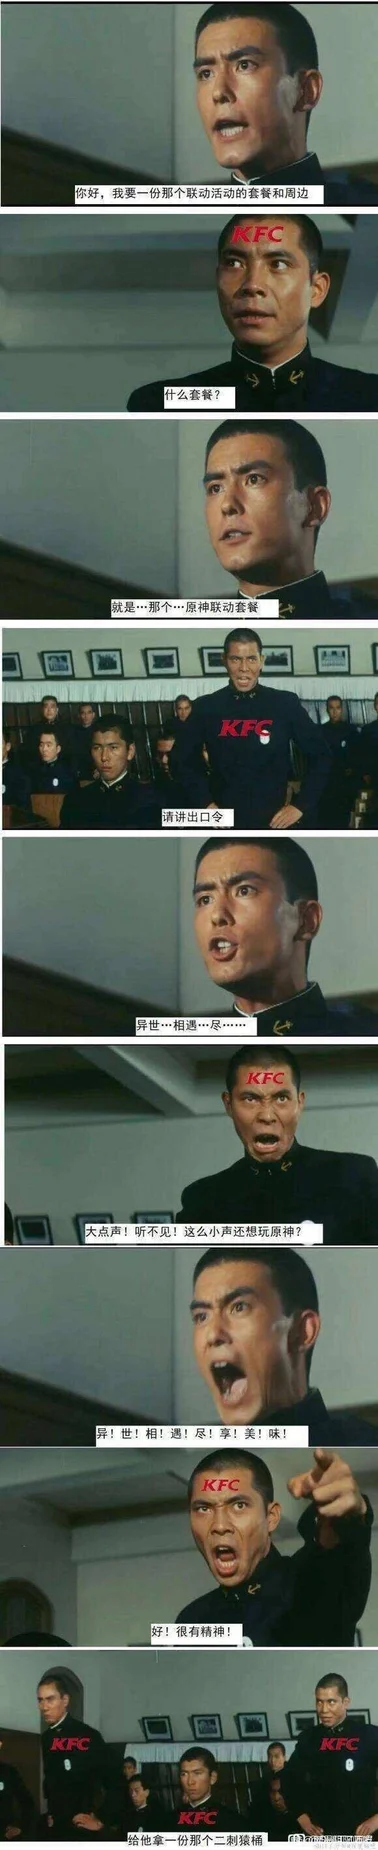 你好，我要一份那个联动活动的套餐和周边
KFC
什么套餐？
就是…那个…原神联动套餐
KFC
请讲出口令
异世…相遇…尽……
KFC
大点声！听不见！这么小声还想玩原神？
异！世！相！遇！尽！享！美！味！
KFC
好！很有精神！
KFC
KFC
KFC
给他拿一份那个二刺猿桶